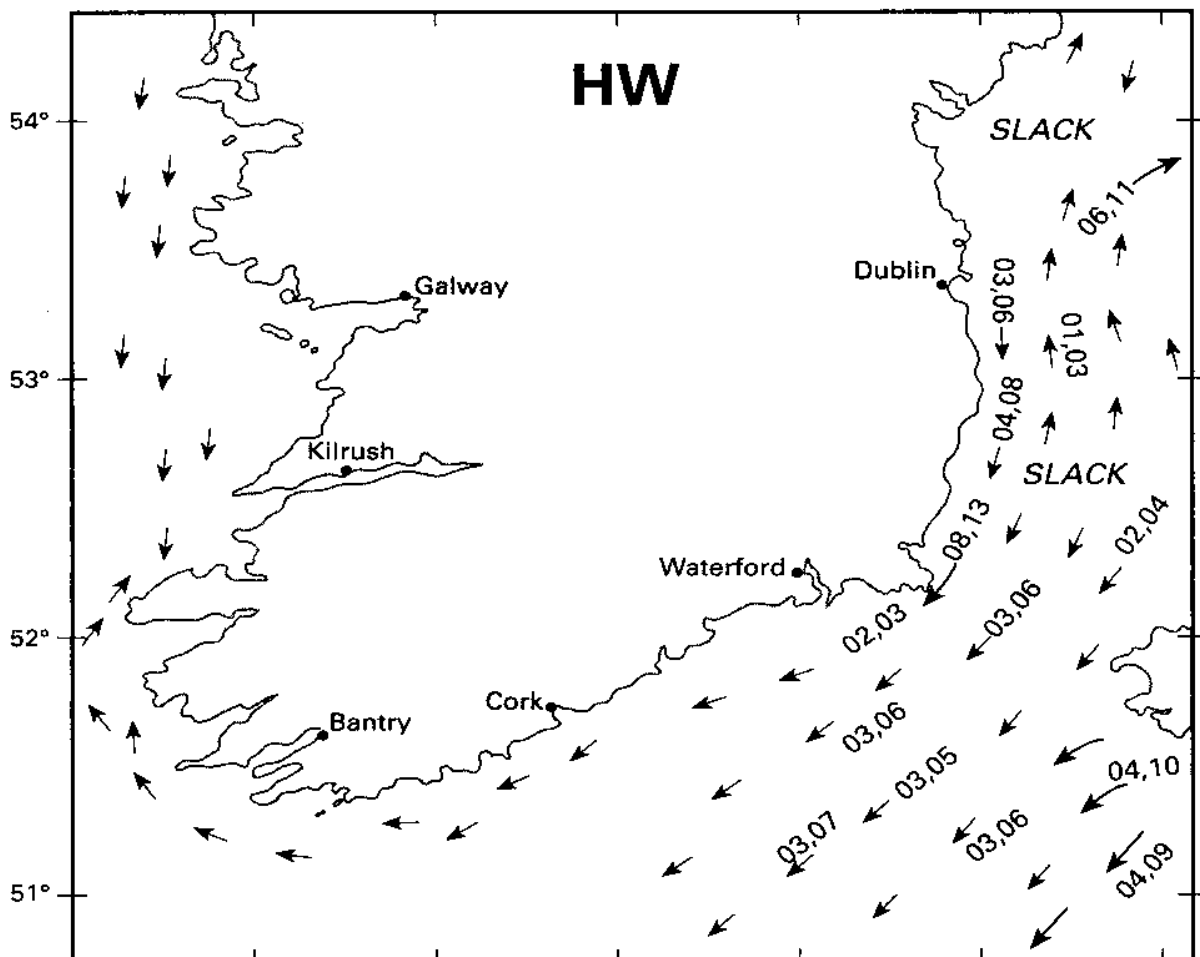 HW
54°
SLACK
06,11
Dublin
Galway
03,06
01,03
53°
04,08
Kilrush
SLACK
02,04
08,13
Waterford
03,06
02,03
52°
Cork
Bantry
03,06
03,05
04,10
03,07
03,06
04,09
51°